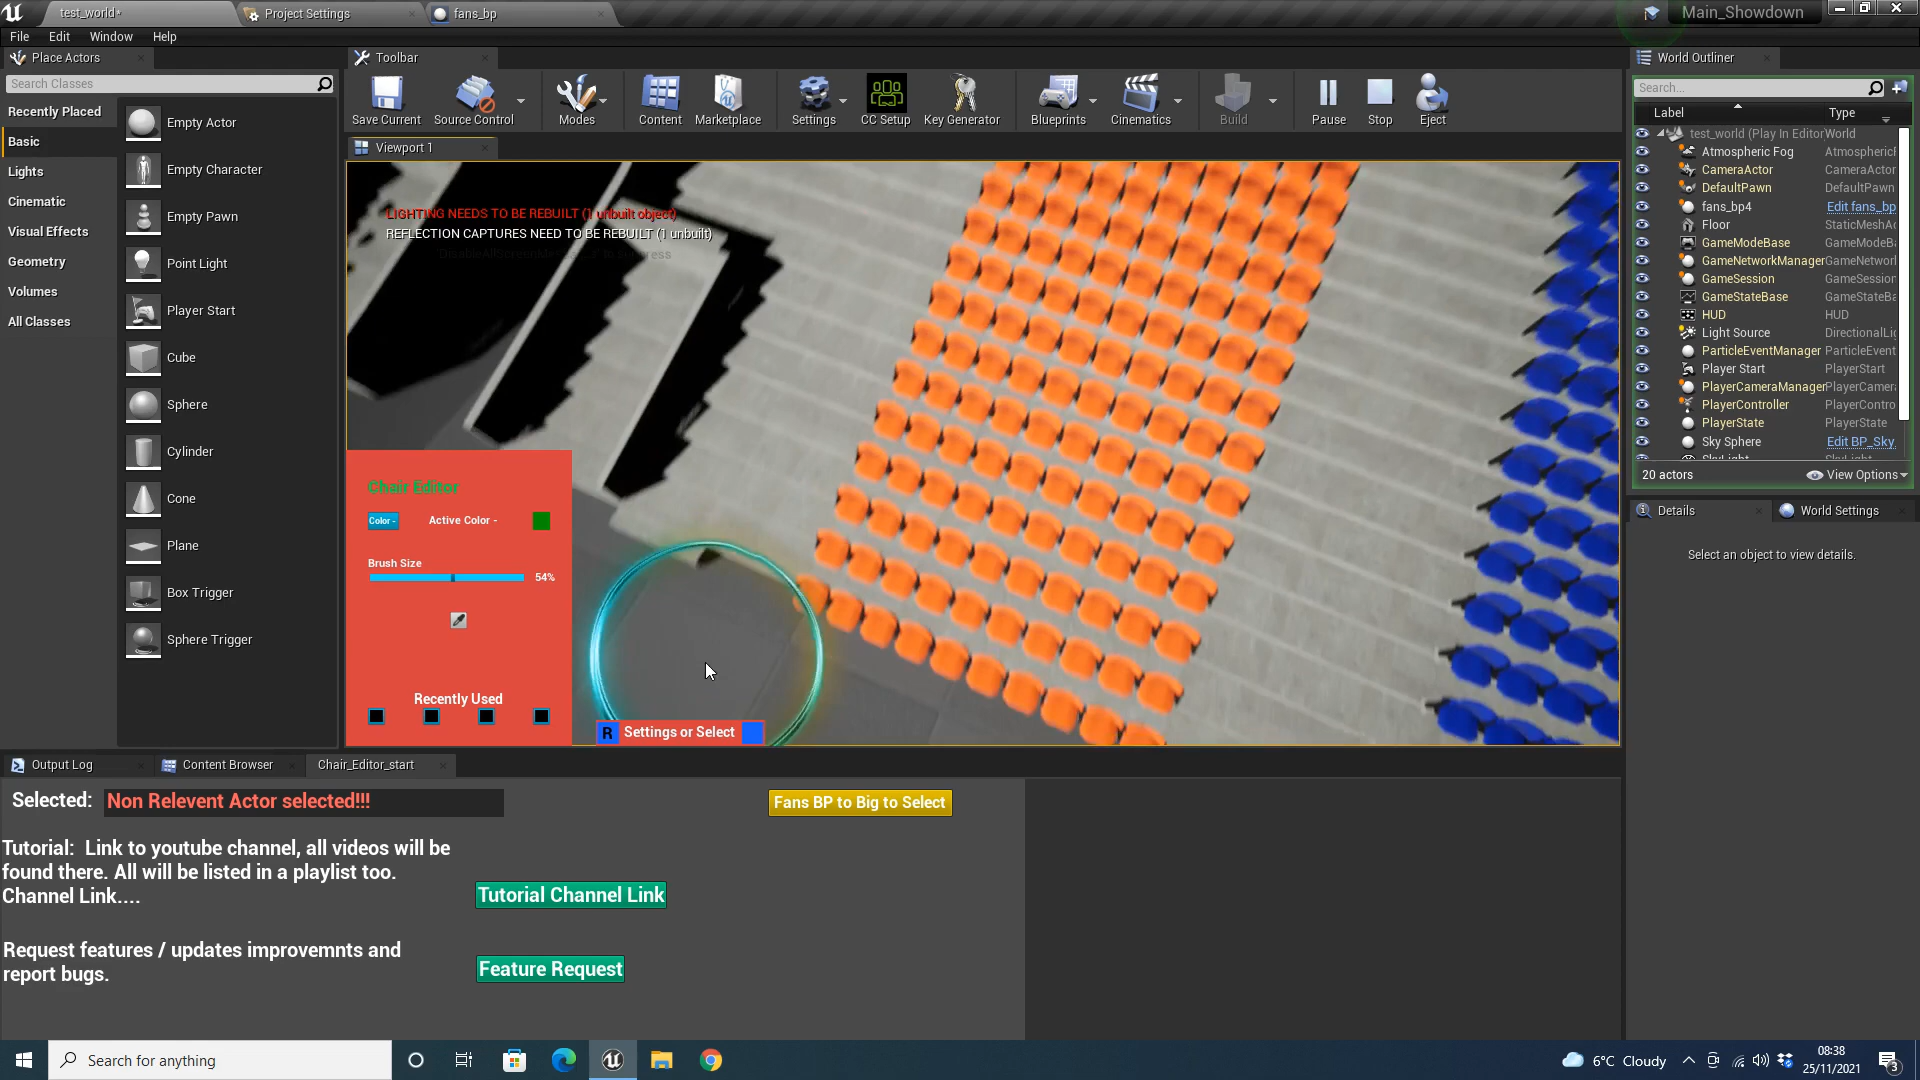 test_world*
Project Settings
fans_bp
Main_Showdown
File
Edit
Window
Help
Place Actors
Toolbar
World Outliner
Search Classes
Search...
Recently Placed
Basic
Lights
Cinematic
Visual Effects
Geometry
Volumes
All Classes
Empty Actor
Empty Character
Empty Pawn
Point Light
Player Start
Cube
Sphere
Cylinder
Cone
Plane
Box Trigger
Sphere Trigger
Save Current
Source Control
Modes
Content
Marketplace
Settings
CC Setup
Key Generator
Blueprints
Cinematics
Build
Pause
Stop
Eject
Viewport 1
LIGHTING NEEDS TO BE REBUILT (1 unbuilt object)
REFLECTION CAPTURES NEED TO BE REBUILT (1 unbuilt)
Chair Editor
Color -
Active Color -
Brush Size
54%
Recently Used
R
Settings or Select
Label
Type
test_world (Play In Editor
World
Atmospheric Fog
Atmospheric
CameraActor
CameraActor
DefaultPawn
DefaultPawn
fans_bp4
Edit fans_bp
Floor
StaticMeshAc
GameModeBase
GameModeBa
GameNetworkManager
GameNetwork
GameSession
GameSession
GameStateBase
GameStateBa
HUD
HUD
Light Source
DirectionalLig
ParticleEventManager
ParticleEvent
Player Start
PlayerStart
PlayerCameraManager
PlayerCamera
PlayerController
PlayerContro
PlayerState
PlayerState
Sky Sphere
Edit BP_Sky
20 actors
View Options
Details
World Settings
Select an object to view details.
Output Log
Content Browser
Chair_Editor_start
Selected:
Non Relevent Actor selected!!!
Fans BP to Big to Select
Tutorial:  Link to youtube channel, all videos will be
found there. All will be listed in a playlist too.
Channel Link....
Tutorial Channel Link
Request features / updates improvemnts and
report bugs.
Feature Request
Search for anything
6°C  Cloudy
08:38
25/11/2021
3